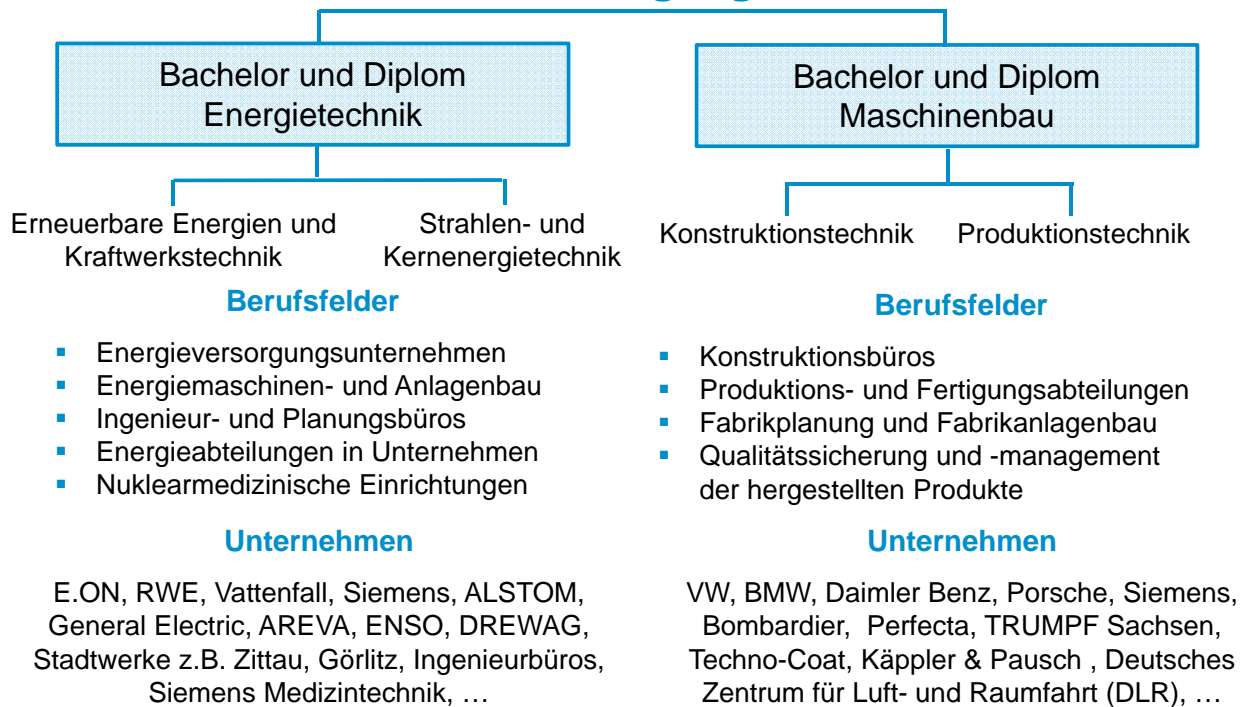 Bachelor und Diplom
Energietechnik
Erneuerbare Energien und
Kraftwerkstechnik
Strahlen- und
Kernenergietechnik
Berufsfelder
▪ Energieversorgungsunternehmen
▪ Energiemaschinen- und Anlagenbau
▪ Ingenieur- und Planungsbüros
▪ Energieabteilungen in Unternehmen
▪ Nuklearmedizinische Einrichtungen
Unternehmen
E.ON, RWE, Vattenfall, Siemens, ALSTOM,
General Electric, AREVA, ENSO, DREWAG,
Stadtwerke z.B. Zittau, Görlitz, Ingenieurbüros,
Siemens Medizintechnik, …
Bachelor und Diplom
Maschinenbau
Konstruktionstechnik
Produktionstechnik
Berufsfelder
▪ Konstruktionsbüros
▪ Produktions- und Fertigungsabteilungen
▪ Fabrikplanung und Fabrikanlagenbau
▪ Qualitätssicherung und -management
der hergestellten Produkte
Unternehmen
VW, BMW, Daimler Benz, Porsche, Siemens,
Bombardier, Perfecta, TRUMPF Sachsen,
Techno-Coat, Käppler & Pausch , Deutsches
Zentrum für Luft- und Raumfahrt (DLR), …